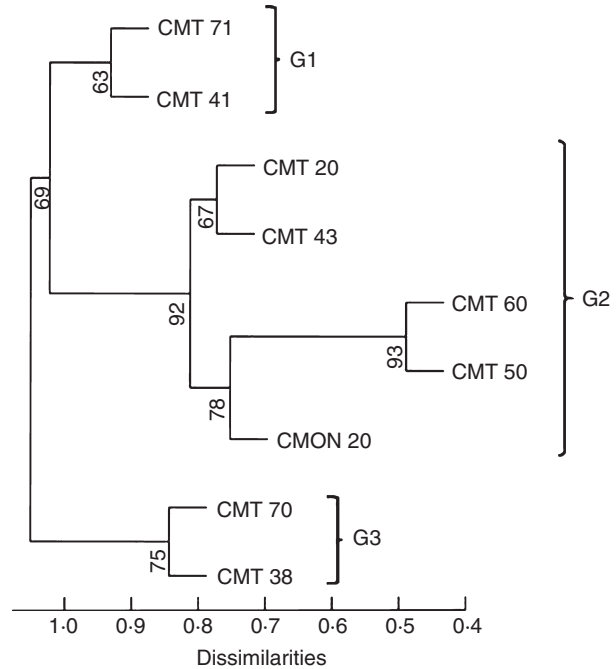 CMT 71
G1
63
CMT 41
69
CMT 20
67
CMT 43
G2
92
CMT 60
93
CMT 50
78
CMON 20
CMT 70
G3
75
CMT 38
1·0 0·9 0·8 0·7 0·6 0·5 0·4
Dissimilarities